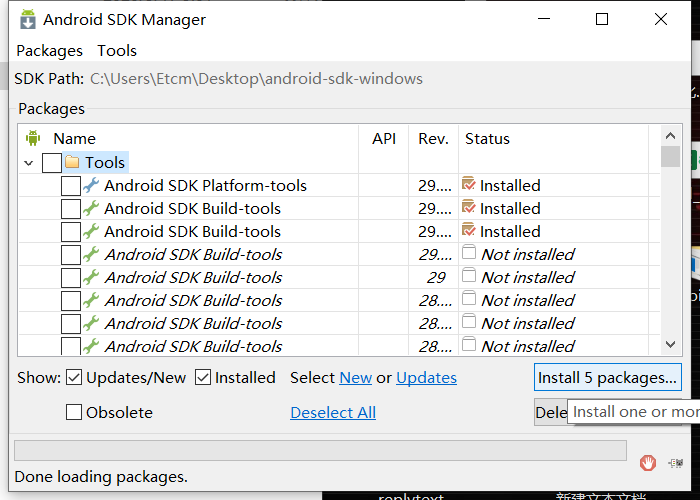 Android SDK Manager
Packages Tools
SDK Path: C:\Users\Etcm\Desktop\android-sdk-windows
Packages
Name API Rev. Status
Tools
Android SDK Platform-tools 29.... Installed
Android SDK Build-tools 29.... Installed
Android SDK Build-tools 29.... Installed
Android SDK Build-tools 29.... Not installed
Android SDK Build-tools 29 Not installed
Android SDK Build-tools 28.... Not installed
Android SDK Build-tools 28.... Not installed
Android SDK Build-tools 28.... Not installed
Show: Updates/New Installed Select New or Updates Install 5 packages...
Obsolete Deselect All Dele Install one or mor
Done loading packages.
replytext 新建文本文档